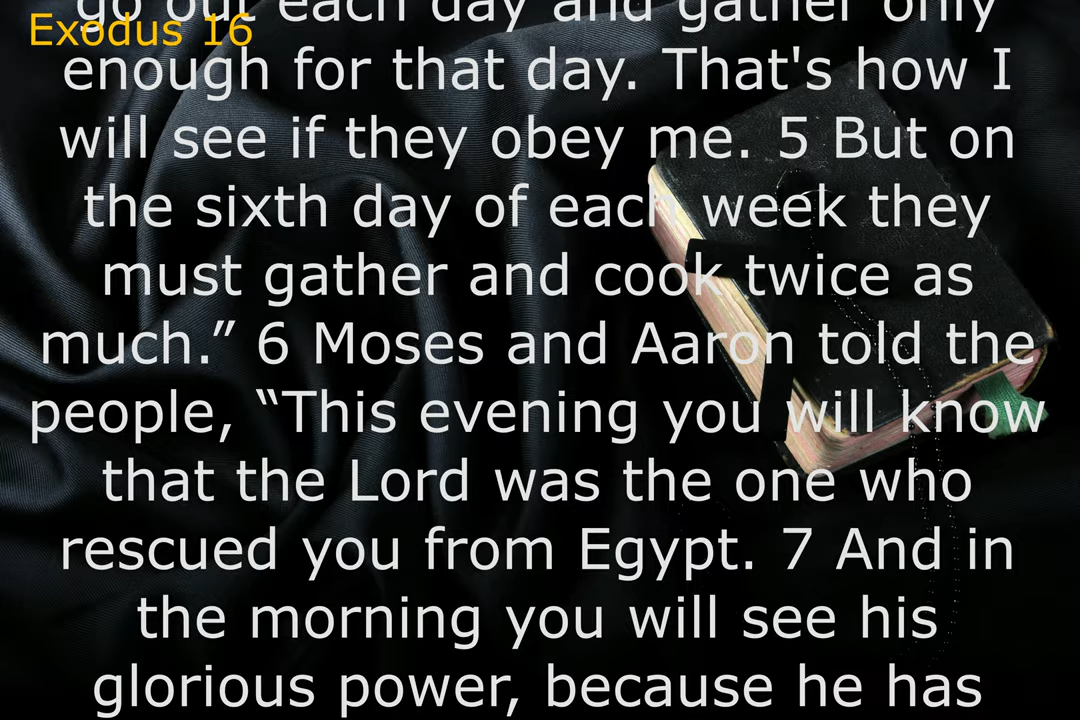 go out each day and gather only
Exodus 16
enough for that day. That's how I
will see if they obey me. 5 But on
the sixth day of each week they
must gather and cook twice as
much.” 6 Moses and Aaron told the
people, “This evening you will know
that the Lord was the one who
rescued you from Egypt. 7 And in
the morning you will see his
glorious power, because he has